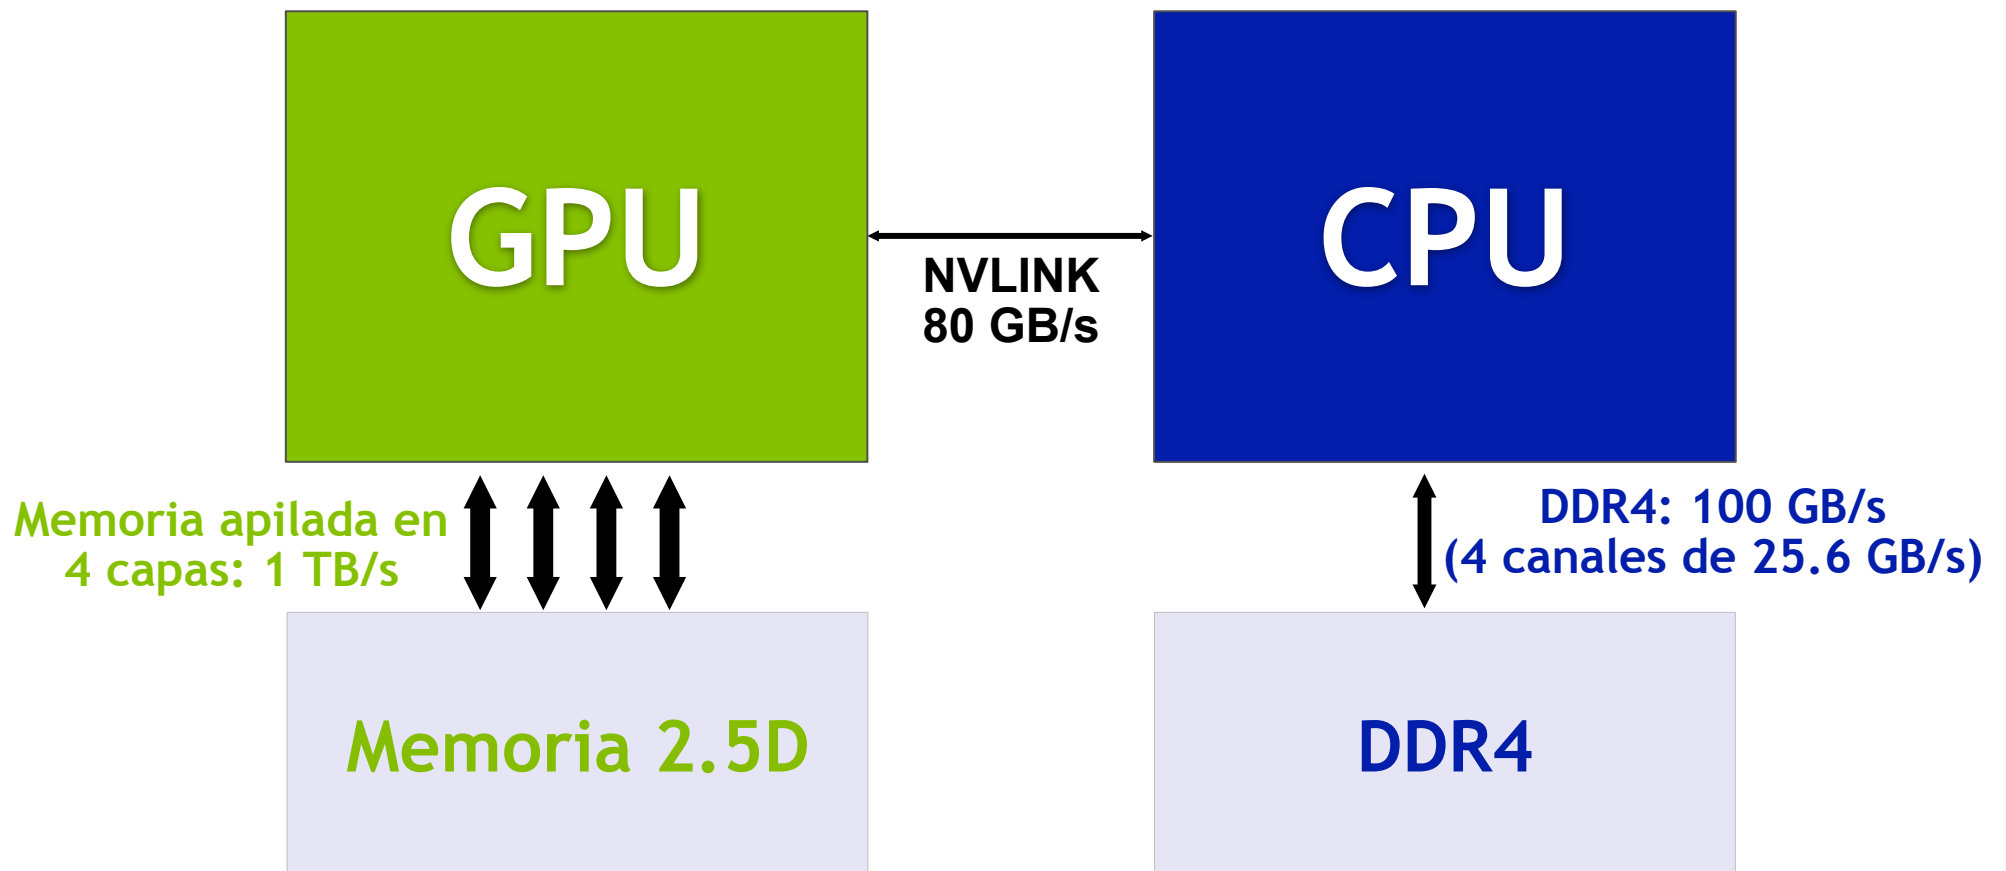 GPU
CPU
NVLINK
80 GB/s
Memoria apilada en
4 capas: 1 TB/s
DDR4: 100 GB/s
(4 canales de 25.6 GB/s)
Memoria 2.5D
DDR4